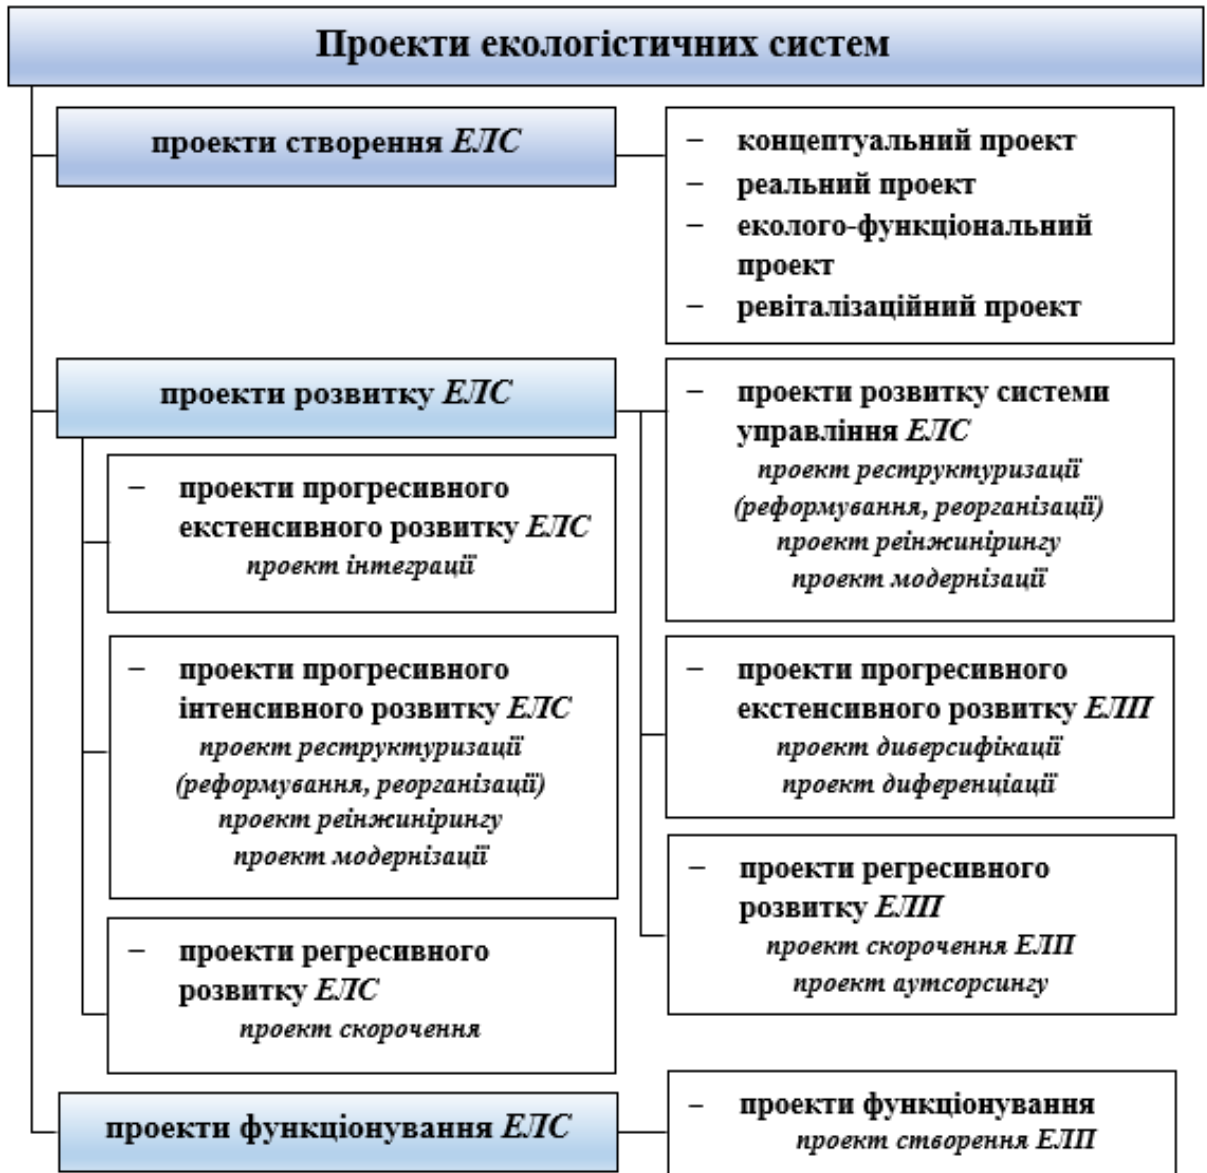 Проекти екологістичних систем
проекти створення ЕЛС
– концептуальний проект
– реальний проект
– еколого-функціональний
проект
– ревіталізаційний проект
проекти розвитку ЕЛС
– проекти прогресивного
екстенсивного розвитку ЕЛС
проект інтеграції
– проекти прогресивного
інтенсивного розвитку ЕЛС
проект реструктуризації
(реформування, реорганізації)
проект реінжинірингу
проект модернізації
– проекти регресивного
розвитку ЕЛС
проект скорочення
– проекти розвитку системи
управління ЕЛС
проект реструктуризації
(реформування, реорганізації)
проект реінжинірингу
проект модернізації
– проекти прогресивного
екстенсивного розвитку ЕЛП
проект диверсифікації
проект диференціації
– проекти регресивного
розвитку ЕЛП
проект скорочення ЕЛП
проект аутсорсингу
проекти функціонування ЕЛС
– проекти функціонування
проект створення ЕЛП